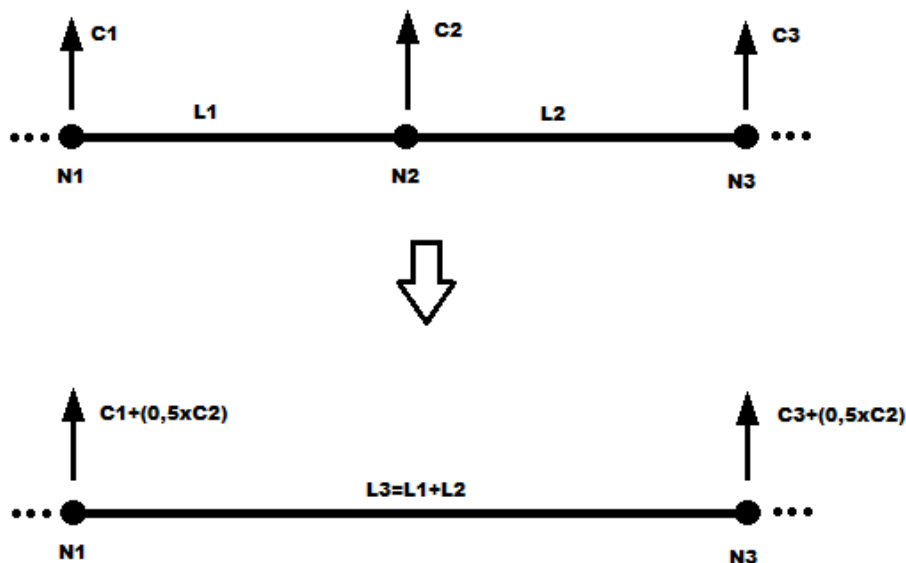 C1 C2 C3
L1 L2
N1 N2 N3
C1+(0,5xC2) C3+(0,5xC2)
L3=L1+L2
N1 N3